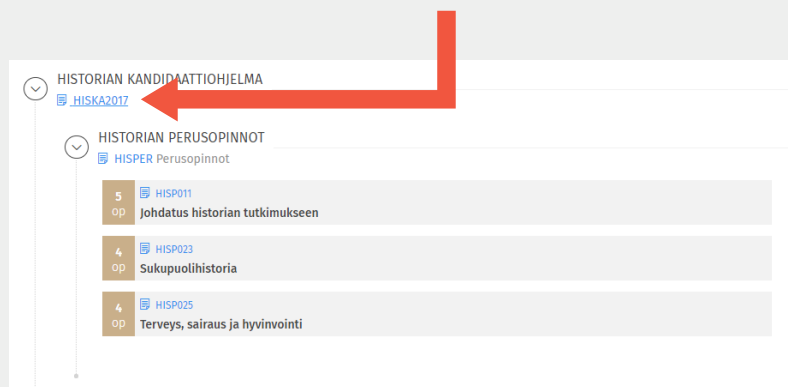 HISTORIAN KANDIDAATTIOHJELMA
HISKA2017
HISTORIAN PERUSOPINNOT
HISPER Perusopinnot
5 op
HISP011
Johdatus historian tutkimukseen
4 op
HISP023
Sukupuolihistoria
4 op
HISP025
Terveys, sairaus ja hyvinvointi